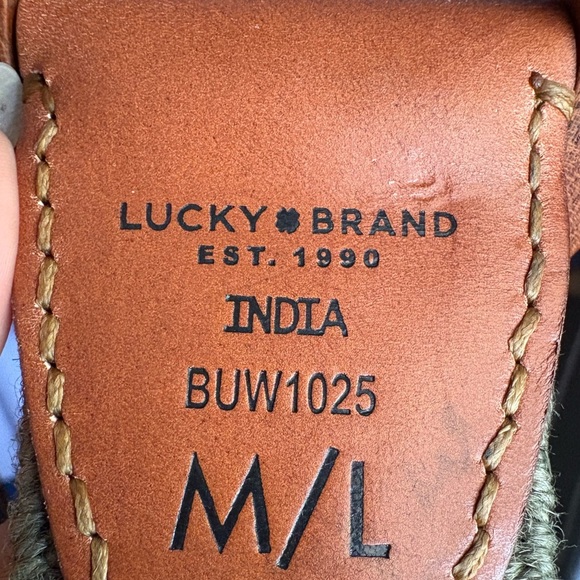 LUCKY BRAND
EST. 1990
INDIA
BUW1025
M/L